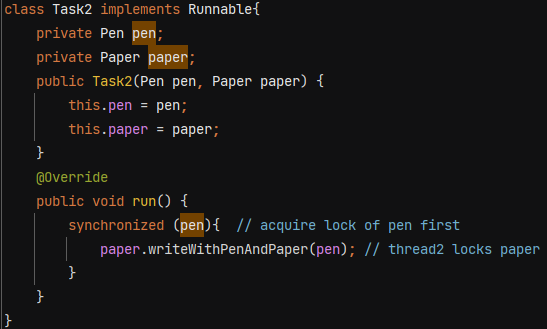 class Task2 implements Runnable{
    private Pen pen;
    private Paper paper;
    public Task2(Pen pen, Paper paper) {
        this.pen = pen;
        this.paper = paper;
    }
    @Override
    public void run() {
        synchronized (pen){  // acquire lock of pen first
            paper.writeWithPenAndPaper(pen); // thread2 locks paper
        }
    }
}